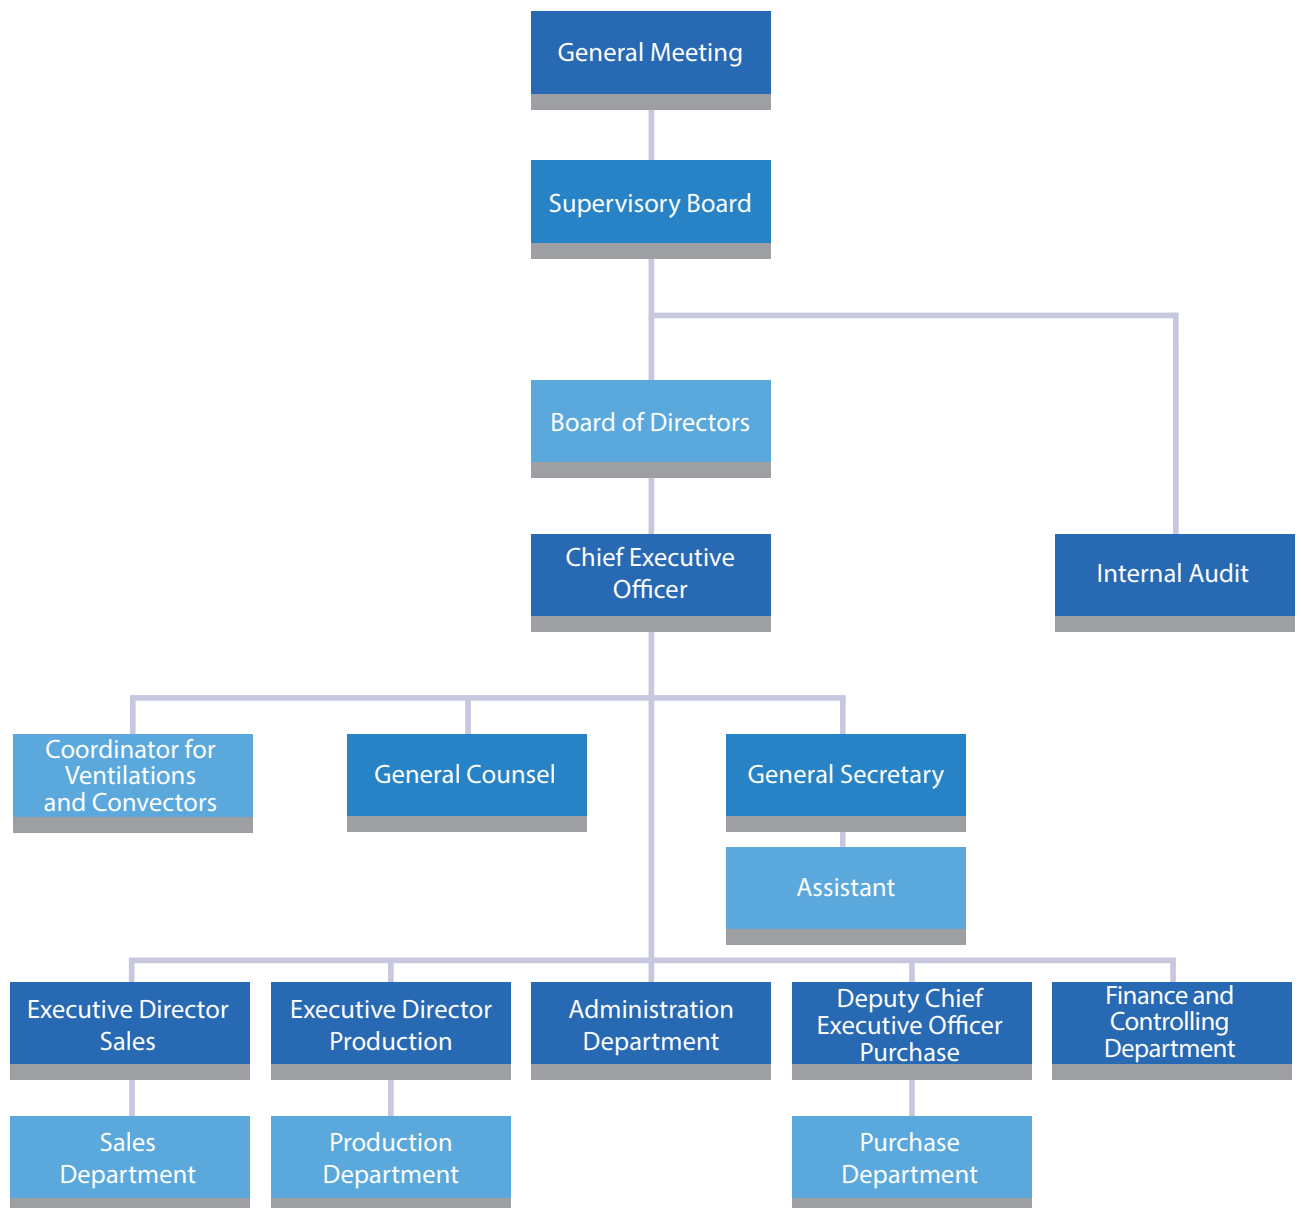 General Meeting
Supervisory Board
Board of Directors
Chief Executive
Officer
Internal Audit
Coordinator for
Ventilations
and Convectors
General Counsel
General Secretary
Assistant
Executive Director
Sales
Executive Director
Production
Administration
Department
Deputy Chief
Executive Officer
Purchase
Finance and
Controlling
Department
Sales
Department
Production
Department
Purchase
Department